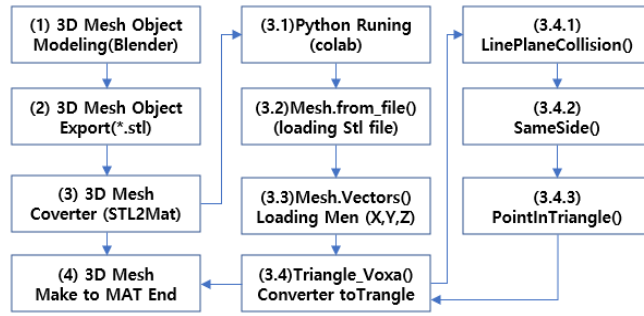 (1) 3D Mesh Object
Modeling(Blender)
(2) 3D Mesh Object
Export(*.stl)
(3) 3D Mesh
Coverter (STL2Mat)
(4) 3D Mesh
Make to MAT End
(3.1)Python Runing
(colab)
(3.2)Mesh.from_file()
(loading Stl file)
(3.3)Mesh.Vectors()
Loading Men (X,Y,Z)
(3.4)Triangle_Voxa()
Converter toTrangle
(3.4.1)
LinePlaneCollision()
(3.4.2)
SameSide()
(3.4.3)
PointInTriangle()